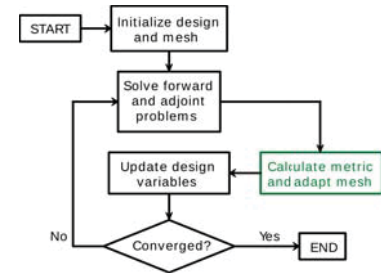 START
Initialize design
and mesh
Solve forward
and adjoint
problems
Update design
variables
Calculate metric
and adapt mesh
No
Converged?
Yes
END